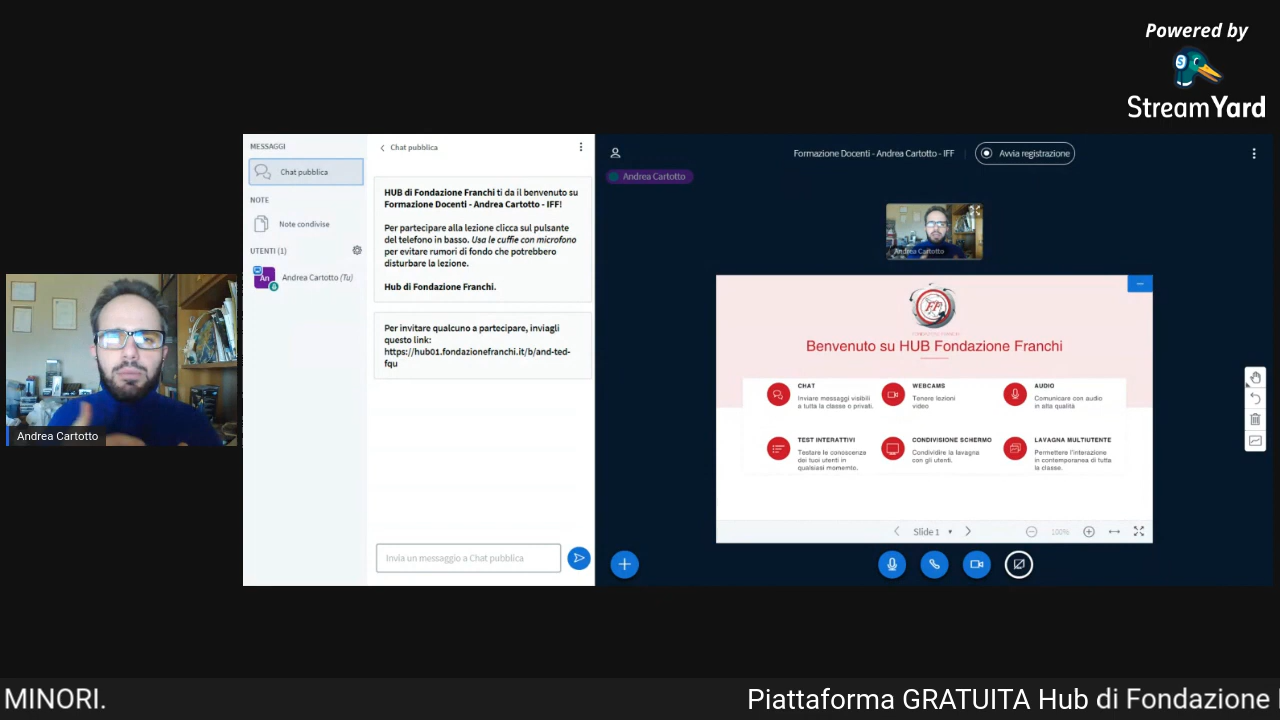 Powered by
StreamYard
MESSAGGI
Chat pubblica
NOTE
Note condivise
UTENTI (1)
An
Andrea Cartotto (Tu)
Chat pubblica
HUB di Fondazione Franchi ti da il benvenuto su
Formazione Docenti - Andrea Cartotto - IFF!
Per partecipare alla lezione clicca sul pulsante
del telefono in basso. Usa le cuffie con microfono
per evitare rumori di fondo che potrebbero
disturbare la lezione.
Hub di Fondazione Franchi.
Per invitare qualcuno a partecipare, inviagli
questo link:
https://hub01.fondazionefranchi.it/b/and-ted-
fqu
Invia un messaggio a Chat pubblica
Formazione Docenti - Andrea Cartotto - IFF
Avvia registrazione
Andrea Cartotto
Andrea Cartotto
Benvenuto su HUB Fondazione Franchi
CHAT
Inviare messaggi visibili
a tutta la classe o privati.
WEBCAMS
Tenere lezioni
video
AUDIO
Comunicare con audio
in alta qualità
TEST INTERATTIVI
Testare le conoscenze
dei tuoi utenti in
qualsiasi momento.
CONDIVISIONE SCHERMO
Condividire la lavagna
con gli utenti.
LAVAGNA MULTIUTENTE
Permettere l'interazione
in contemporanea di tutta
la classe.
Slide 1
100%
Andrea Cartotto
MINORI.
Piattaforma GRATUITA Hub di Fondazione